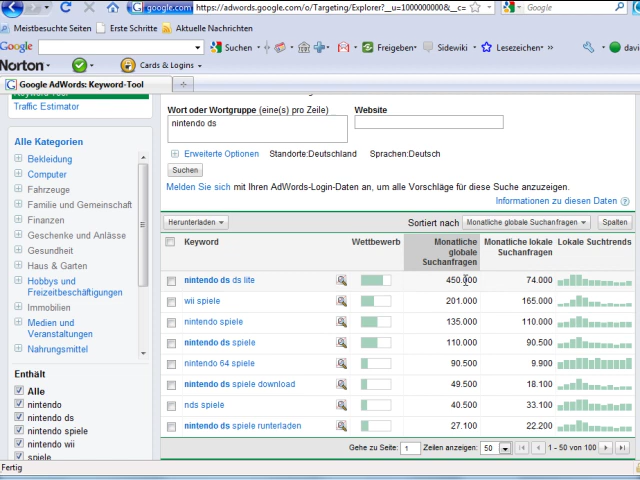 google.com https://adwords.google.com/o/Targeting/Explorer?__u=1000000000&__c=
Google
Meistbesuchte Seiten Erste Schritte Aktuelle Nachrichten
Google Suchen Freigeben Sidewiki Lesezeichen davi
Norton Cards & Logins
Google AdWords: Keyword-Tool
Traffic Estimator
Alle Kategorien
Bekleidung
Computer
Fahrzeuge
Familie und Gemeinschaft
Finanzen
Geschenke und Anlässe
Gesundheit
Haus & Garten
Hobbys und
Freizeitbeschäftigungen
Immobilien
Medien und
Veranstaltungen
Nahrungsmittel
Enthält
Alle
nintendo
nintendo ds
nintendo spiele
nintendo wii
spiele
Wort oder Wortgruppe (eine(s) pro Zeile) Website
nintendo ds
Erweiterte Optionen Standorte:Deutschland Sprachen:Deutsch
Suchen
Melden Sie sich mit Ihren AdWords-Login-Daten an, um alle Vorschläge für diese Suche anzuzeigen.
Informationen zu diesen Daten
Herunterladen Sortiert nach Monatliche globale Suchanfragen Spalten
Keyword Wettbewerb Monatliche globale Suchanfragen Monatliche lokale Suchanfragen Lokale Suchtrends
nintendo ds ds lite 450.000 74.000
wii spiele 201.000 165.000
nintendo spiele 135.000 110.000
nintendo ds spiele 110.000 90.500
nintendo 64 spiele 90.500 9.900
nintendo ds spiele download 49.500 18.100
nds spiele 40.500 33.100
nintendo ds spiele runterladen 27.100 22.200
Gehe zu Seite: 1 Zeilen anzeigen: 50 1 - 50 von 100
Fertig